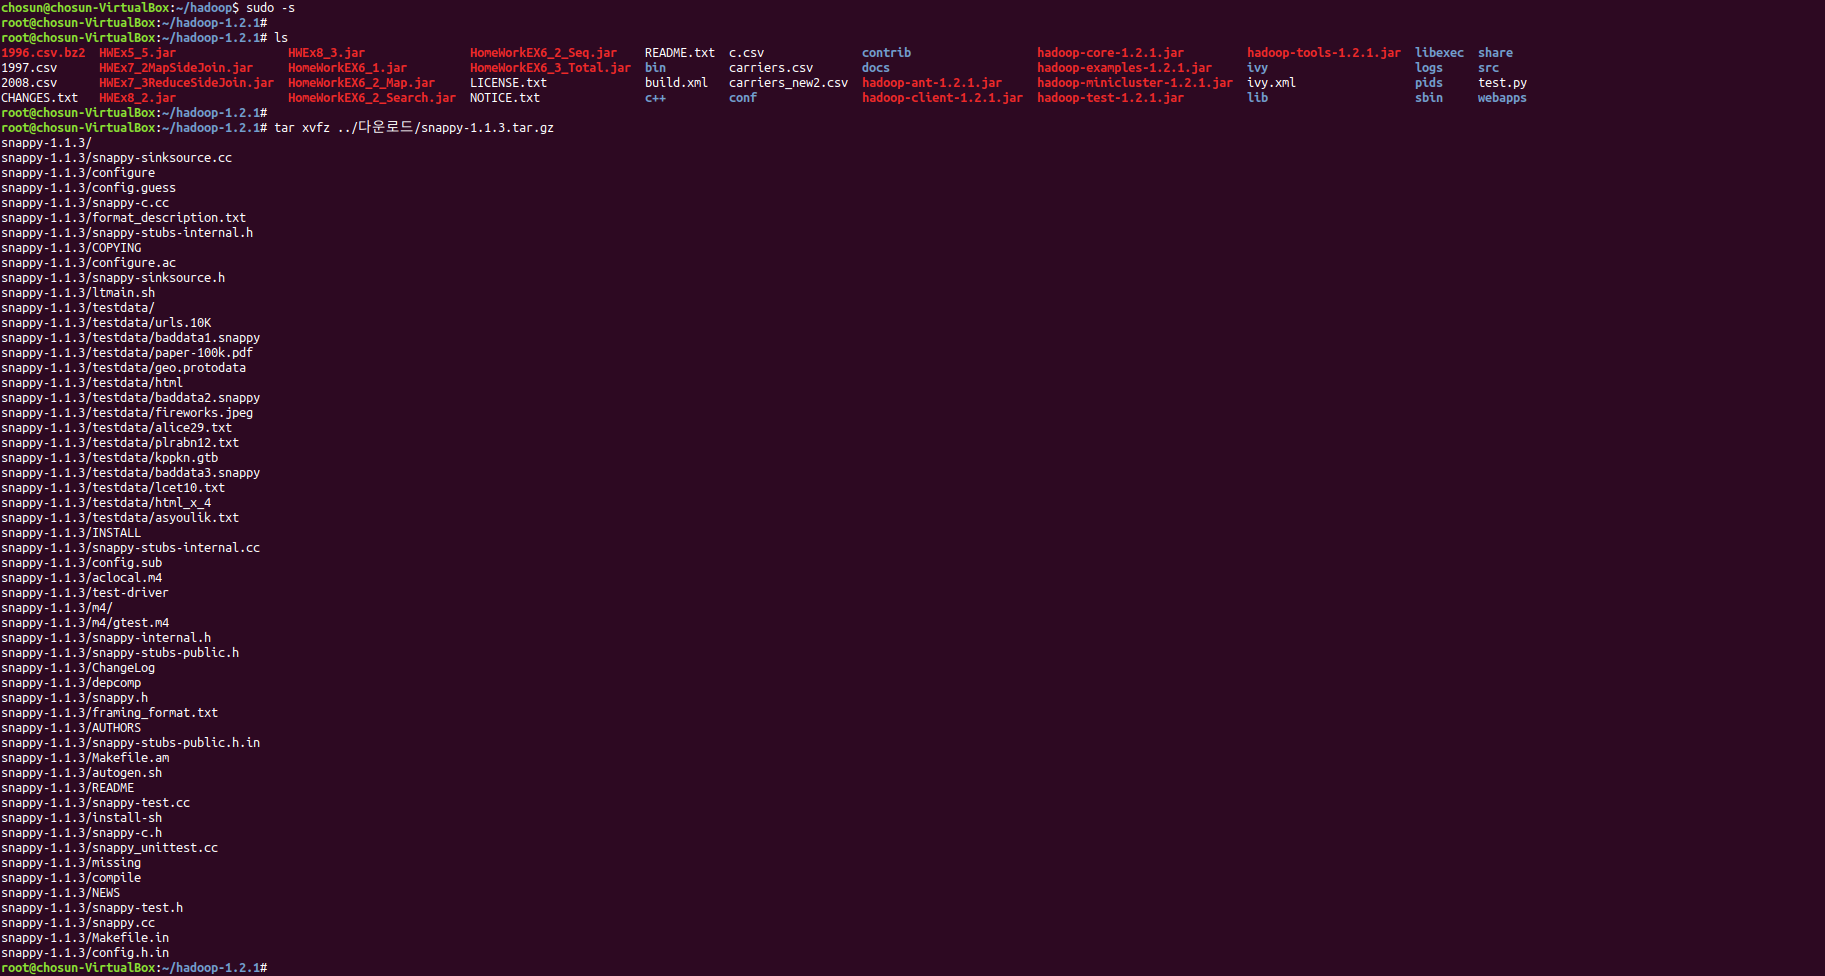 chosun@chosun-VirtualBox:~/hadoop$ sudo -s
root@chosun-VirtualBox:~/hadoop-1.2.1#
root@chosun-VirtualBox:~/hadoop-1.2.1# ls
1996.csv.bz2 HWEx5_5.jar HWEx8_3.jar HomeWorkEX6_2_Seq.jar README.txt c.csv contrib hadoop-core-1.2.1.jar hadoop-tools-1.2.1.jar libexec share
1997.csv HWEx7_2MapSideJoin.jar HomeWorkEX6_1.jar HomeWorkEX6_3_Total.jar bin carriers.csv docs hadoop-examples-1.2.1.jar ivy logs src
2008.csv HWEx7_3ReduceSideJoin.jar HomeWorkEX6_2_Map.jar LICENSE.txt build.xml carriers_new2.csv hadoop-ant-1.2.1.jar hadoop-minicluster-1.2.1.jar ivy.xml pids test.py
CHANGES.txt HWEx8_2.jar HomeWorkEX6_2_Search.jar NOTICE.txt c++ conf hadoop-client-1.2.1.jar hadoop-test-1.2.1.jar lib sbin webapps
root@chosun-VirtualBox:~/hadoop-1.2.1#
root@chosun-VirtualBox:~/hadoop-1.2.1# tar xvfz ../다운로드/snappy-1.1.3.tar.gz
snappy-1.1.3/
snappy-1.1.3/snappy-sinksource.cc
snappy-1.1.3/configure
snappy-1.1.3/config.guess
snappy-1.1.3/snappy-c.cc
snappy-1.1.3/format_description.txt
snappy-1.1.3/snappy-stubs-internal.h
snappy-1.1.3/COPYING
snappy-1.1.3/configure.ac
snappy-1.1.3/snappy-sinksource.h
snappy-1.1.3/ltmain.sh
snappy-1.1.3/testdata/
snappy-1.1.3/testdata/urls.10K
snappy-1.1.3/testdata/baddata1.snappy
snappy-1.1.3/testdata/paper-100k.pdf
snappy-1.1.3/testdata/geo.protodata
snappy-1.1.3/testdata/html
snappy-1.1.3/testdata/baddata2.snappy
snappy-1.1.3/testdata/fireworks.jpeg
snappy-1.1.3/testdata/alice29.txt
snappy-1.1.3/testdata/plrabn12.txt
snappy-1.1.3/testdata/kppkn.gtb
snappy-1.1.3/testdata/baddata3.snappy
snappy-1.1.3/testdata/lcet10.txt
snappy-1.1.3/testdata/html_x_4
snappy-1.1.3/testdata/asyoulik.txt
snappy-1.1.3/INSTALL
snappy-1.1.3/snappy-stubs-internal.cc
snappy-1.1.3/config.sub
snappy-1.1.3/aclocal.m4
snappy-1.1.3/test-driver
snappy-1.1.3/m4/
snappy-1.1.3/m4/gtest.m4
snappy-1.1.3/snappy-internal.h
snappy-1.1.3/snappy-stubs-public.h
snappy-1.1.3/ChangeLog
snappy-1.1.3/depcomp
snappy-1.1.3/snappy.h
snappy-1.1.3/framing_format.txt
snappy-1.1.3/AUTHORS
snappy-1.1.3/snappy-stubs-public.h.in
snappy-1.1.3/Makefile.am
snappy-1.1.3/autogen.sh
snappy-1.1.3/README
snappy-1.1.3/snappy-test.cc
snappy-1.1.3/install-sh
snappy-1.1.3/snappy-c.h
snappy-1.1.3/snappy_unittest.cc
snappy-1.1.3/missing
snappy-1.1.3/compile
snappy-1.1.3/NEWS
snappy-1.1.3/snappy-test.h
snappy-1.1.3/snappy.cc
snappy-1.1.3/Makefile.in
snappy-1.1.3/config.h.in
root@chosun-VirtualBox:~/hadoop-1.2.1#